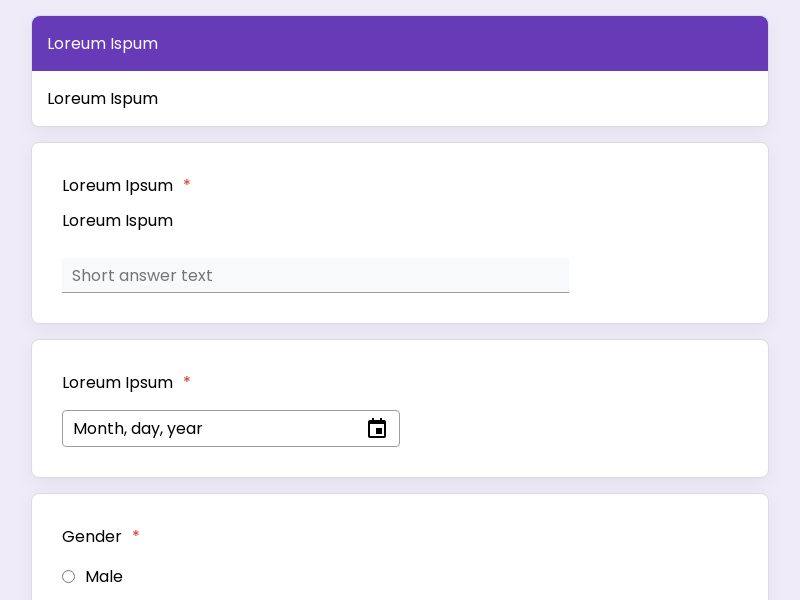 Loreum Ispum
Loreum Ispum
Loreum Ipsum *
Loreum Ispum
Short answer text
Loreum Ipsum *
Month, day, year
Gender *
Male